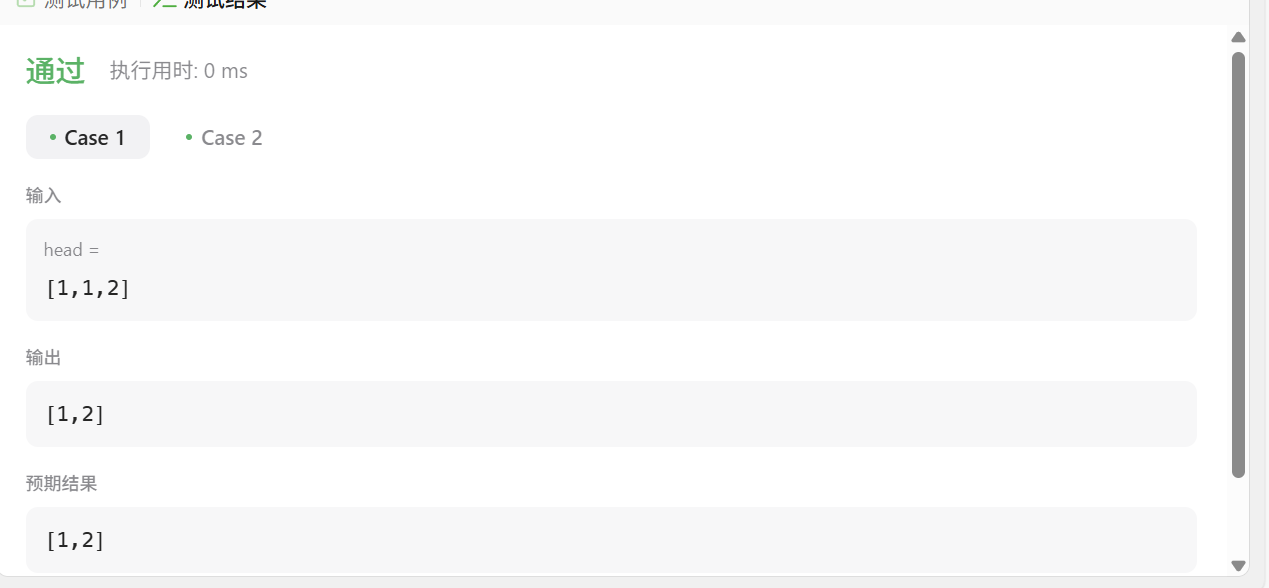 测试用例 测试结果
通过 执行用时: 0 ms
Case 1 Case 2
输入
head =
[1,1,2]
输出
[1,2]
预期结果
[1,2]